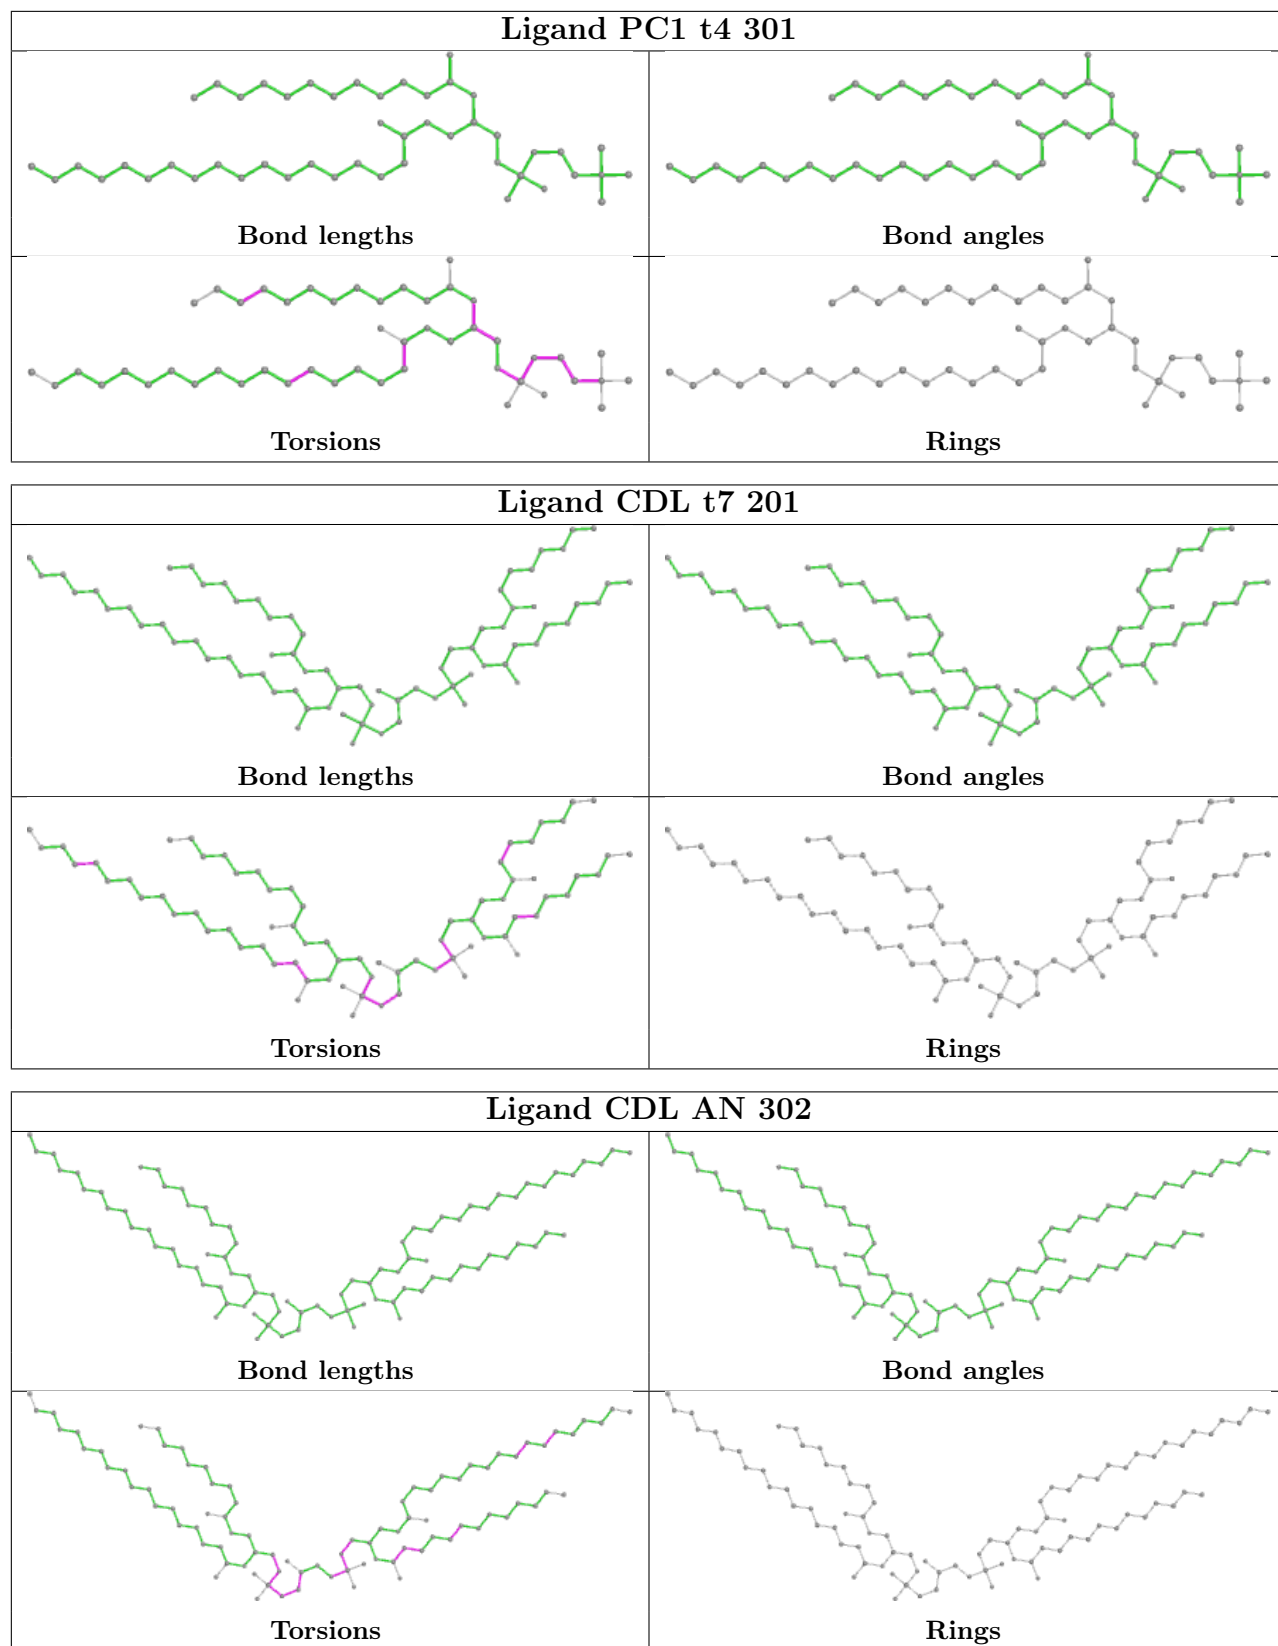 Ligand PC1 t4 301
Bond lengths
Bond angles
Torsions
Rings
Ligand CDL t7 201
Bond lengths
Bond angles
Torsions
Rings
Ligand CDL AN 302
Bond lengths
Bond angles
Torsions
Rings